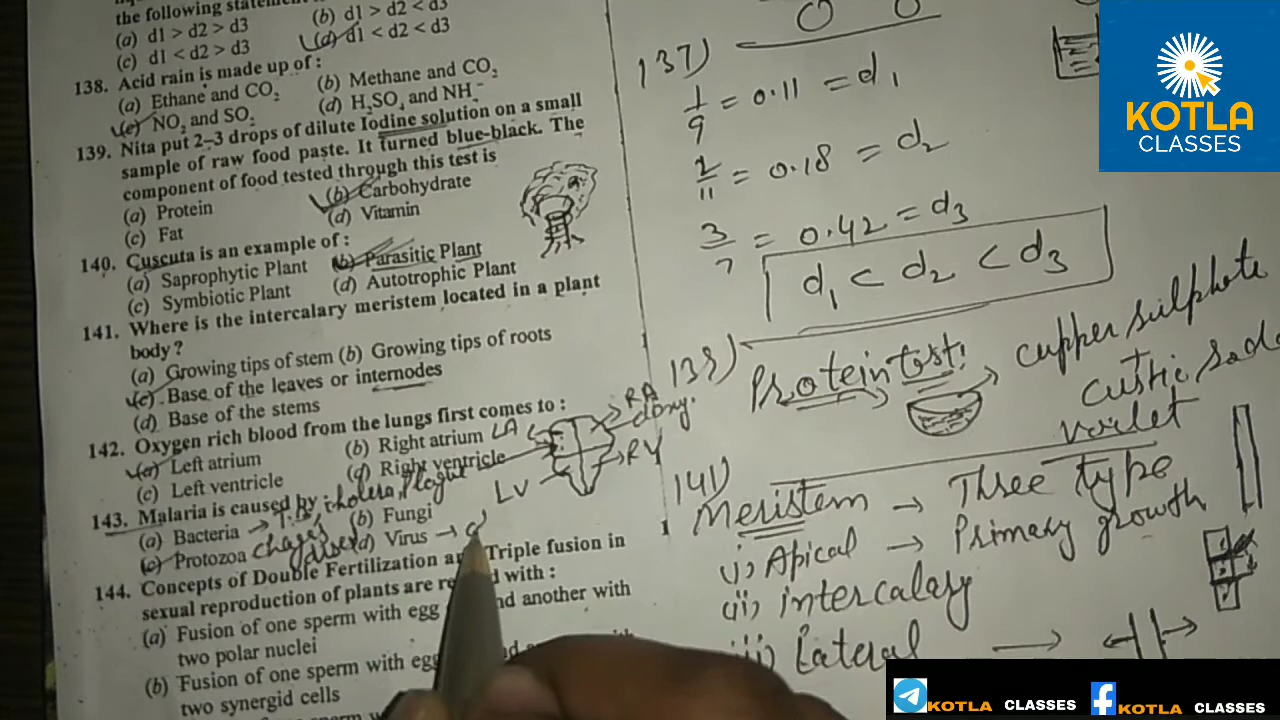 the following statement
(a) d1 > d2 > d3
(b) d1 > d2 < d3
(c) d1 < d2 > d3
(d) d1 < d2 < d3
138. Acid rain is made up of :
(a) Ethane and CO₂
(b) Methane and CO₂
(c) NO₂ and SO₂
(d) H₂SO₄ and NH⁻
139. Nita put 2–3 drops of dilute Iodine solution on a small
sample of raw food paste. It turned blue-black. The
component of food tested through this test is
(a) Protein
(b) Carbohydrate
(c) Fat
(d) Vitamin
140. Cuscuta is an example of :
(a) Saprophytic Plant
(b) Parasitic Plant
(c) Symbiotic Plant
(d) Autotrophic Plant
141. Where is the intercalary meristem located in a plant
body ?
(a) Growing tips of stem (b) Growing tips of roots
(c) Base of the leaves or internodes
(d) Base of the stems
142. Oxygen rich blood from the lungs first comes to :
(a) Left atrium
(b) Right atrium
(c) Left ventricle
(d) Right ventricle
LA
RA
doxy.
RV
LV
143. Malaria is caused by
(a) Bacteria → T.B, cholera, Plague
(b) Fungi
(c) Protozoa Chages
(d) Virus →
144. Concepts of Double Fertilization Triple fusion in
sexual reproduction of plants are with :
(a) Fusion of one sperm with egg and another with
two polar nuclei
(b) Fusion of one sperm with egg
two synergid cells
137)
1/9 = 0.11 = d₁
2/11 = 0.18 = d₂
3/7 = 0.42 = d₃
d₁ < d₂ < d₃
139)
Protein test!
cupper sulphate
+
custic soda
voilet
141)
Meristem → Three type
(i) Apical → Primary growth
(ii) intercalary
(iii) Lateral →
KOTLA
CLASSES
KOTLA CLASSES
KOTLA CLASSES